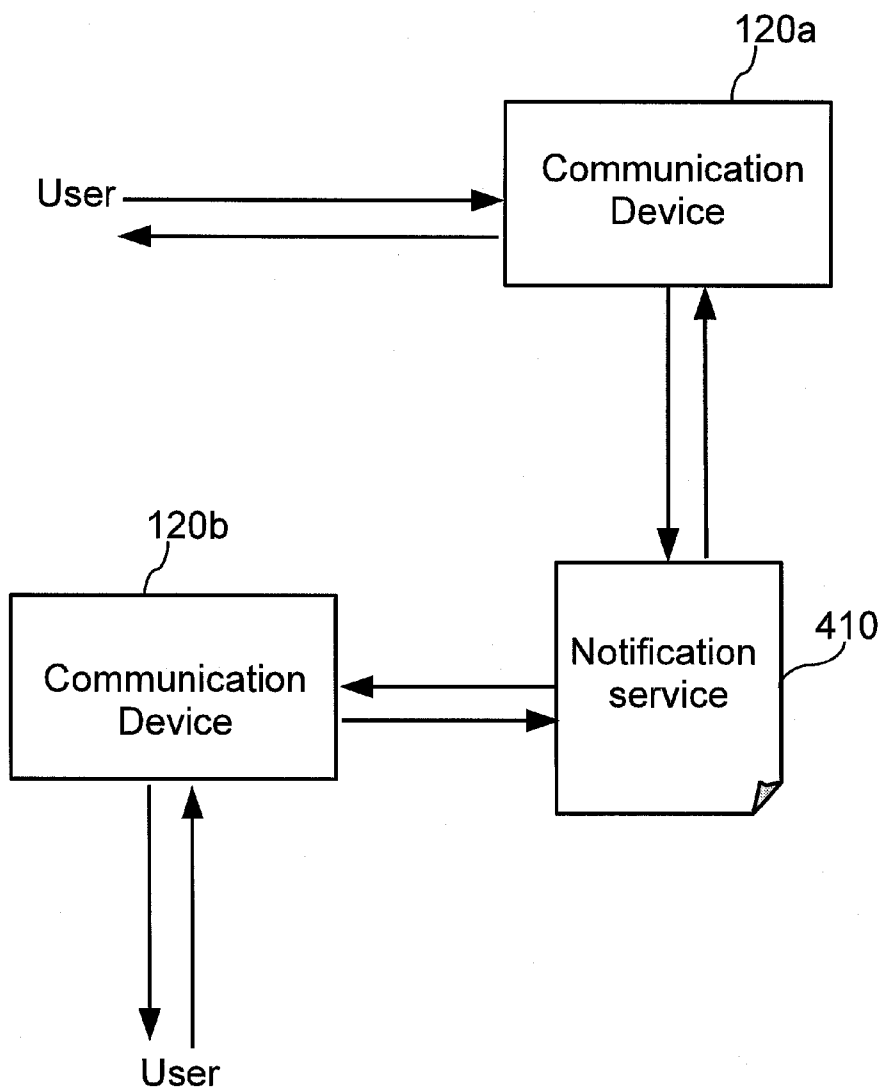 120a
Communication
Device
User
120b
Communication
Device
Notification
service
410
User